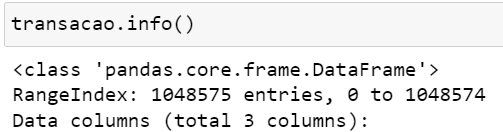 transacao.info()
<class 'pandas.core.frame.DataFrame'>
RangeIndex: 1048575 entries, 0 to 1048574
Data columns (total 3 columns):